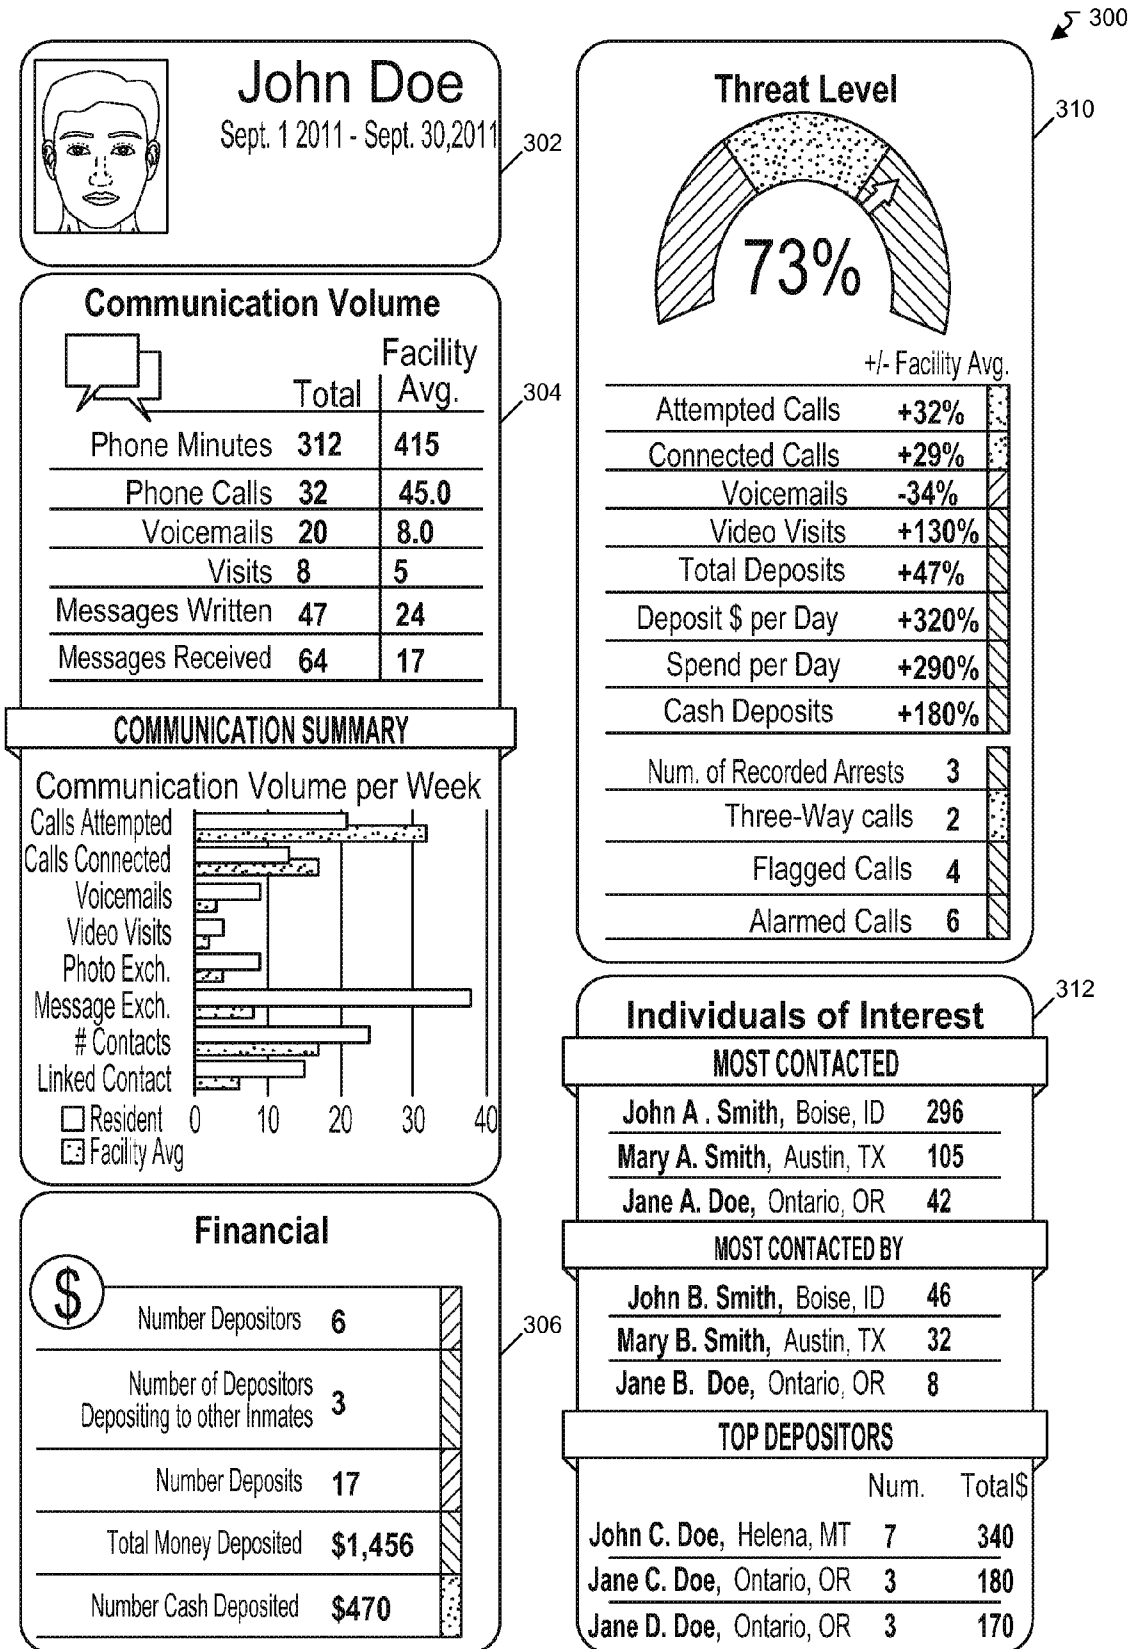 300
John Doe
Sept. 1 2011 - Sept. 30,2011
302
Communication Volume
Total Facility Avg.
304
Phone Minutes 312 415
Phone Calls 32 45.0
Voicemails 20 8.0
Visits 8 5
Messages Written 47 24
Messages Received 64 17
COMMUNICATION SUMMARY
Communication Volume per Week
Calls Attempted
Calls Connected
Voicemails
Video Visits
Photo Exch.
Message Exch.
# Contacts
Linked Contact
0 10 20 30 40
Resident
Facility Avg
Financial
$
306
Number Depositors 6
Number of Depositors
Depositing to other Inmates 3
Number Deposits 17
Total Money Deposited $1,456
Number Cash Deposited $470
Threat Level
310
73%
+/- Facility Avg.
Attempted Calls +32%
Connected Calls +29%
Voicemails -34%
Video Visits +130%
Total Deposits +47%
Deposit $ per Day +320%
Spend per Day +290%
Cash Deposits +180%
Num. of Recorded Arrests 3
Three-Way calls 2
Flagged Calls 4
Alarmed Calls 6
312
Individuals of Interest
MOST CONTACTED
John A . Smith, Boise, ID 296
Mary A. Smith, Austin, TX 105
Jane A. Doe, Ontario, OR 42
MOST CONTACTED BY
John B. Smith, Boise, ID 46
Mary B. Smith, Austin, TX 32
Jane B. Doe, Ontario, OR 8
TOP DEPOSITORS
Num. Total$
John C. Doe, Helena, MT 7 340
Jane C. Doe, Ontario, OR 3 180
Jane D. Doe, Ontario, OR 3 170